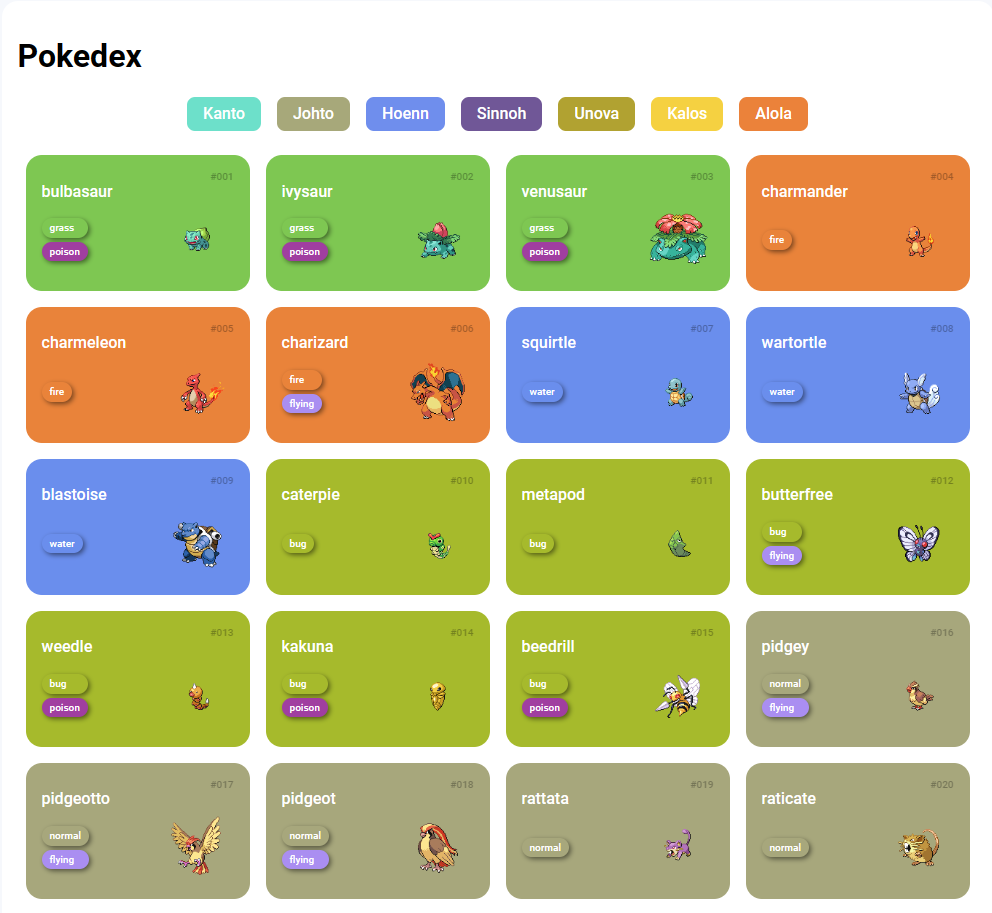 Pokedex
Kanto Johto Hoenn Sinnoh Unova Kalos Alola
#001
bulbasaur
grass
poison
#002
ivysaur
grass
poison
#003
venusaur
grass
poison
#004
charmander
fire
#005
charmeleon
fire
#006
charizard
fire
flying
#007
squirtle
water
#008
wartortle
water
#009
blastoise
water
#010
caterpie
bug
#011
metapod
bug
#012
butterfree
bug
flying
#013
weedle
bug
poison
#014
kakuna
bug
poison
#015
beedrill
bug
poison
#016
pidgey
normal
flying
#017
pidgeotto
normal
flying
#018
pidgeot
normal
flying
#019
rattata
normal
#020
raticate
normal